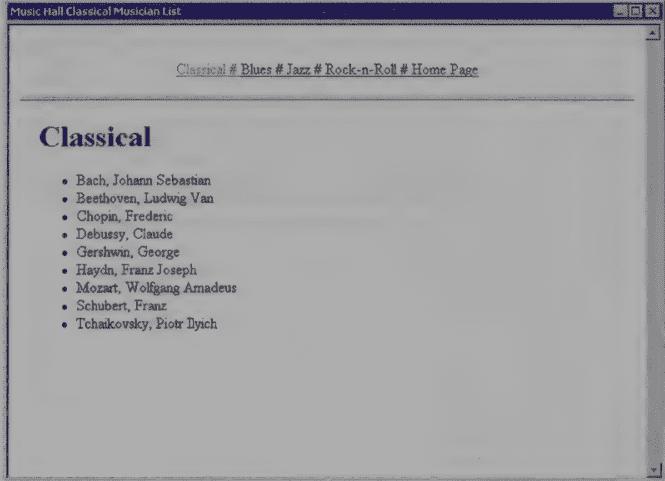 Music Hall Classical Musician List
Classical # Blues # Jazz # Rock-n-Roll # Home Page
Classical
• Bach, Johann Sebastian
• Beethoven, Ludwig Van
• Chopin, Frederic
• Debussy, Claude
• Gershwin, George
• Haydn, Franz Joseph
• Mozart, Wolfgang Amadeus
• Schubert, Franz
• Tchaikovsky, Piotr Ilyich